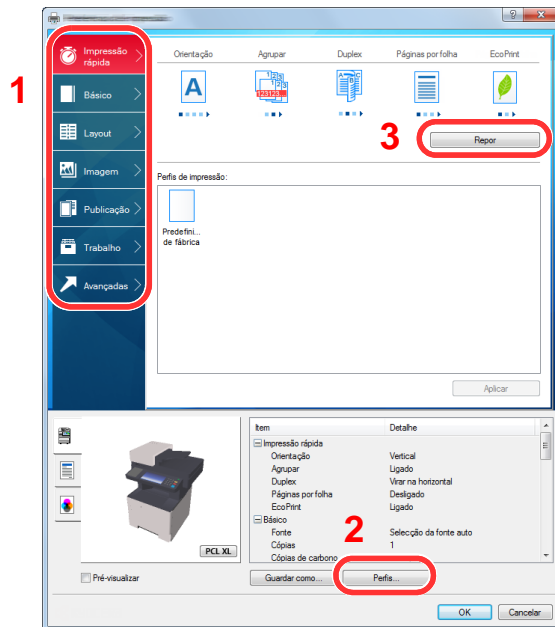 1
Impressão
rápida
Básico
Layout
Imagem
Publicação
Trabalho
Avançadas
Orientação Agrupar Duplex Páginas por folha EcoPrint
A
123
123123
3
Repor
Perfis de impressão:
Predefini...
de fábrica
Aplicar
Item Detalhe
Impressão rápida
Orientação Vertical
Agrupar Ligado
Duplex Virar na horizontal
Páginas por folha Desligado
EcoPrint Ligado
Básico
Fonte Selecção da fonte auto
Cópias 1
Cópias de carbono
PCL XL
2
Pré-visualizar
Guardar como... Perfis...
OK Cancelar